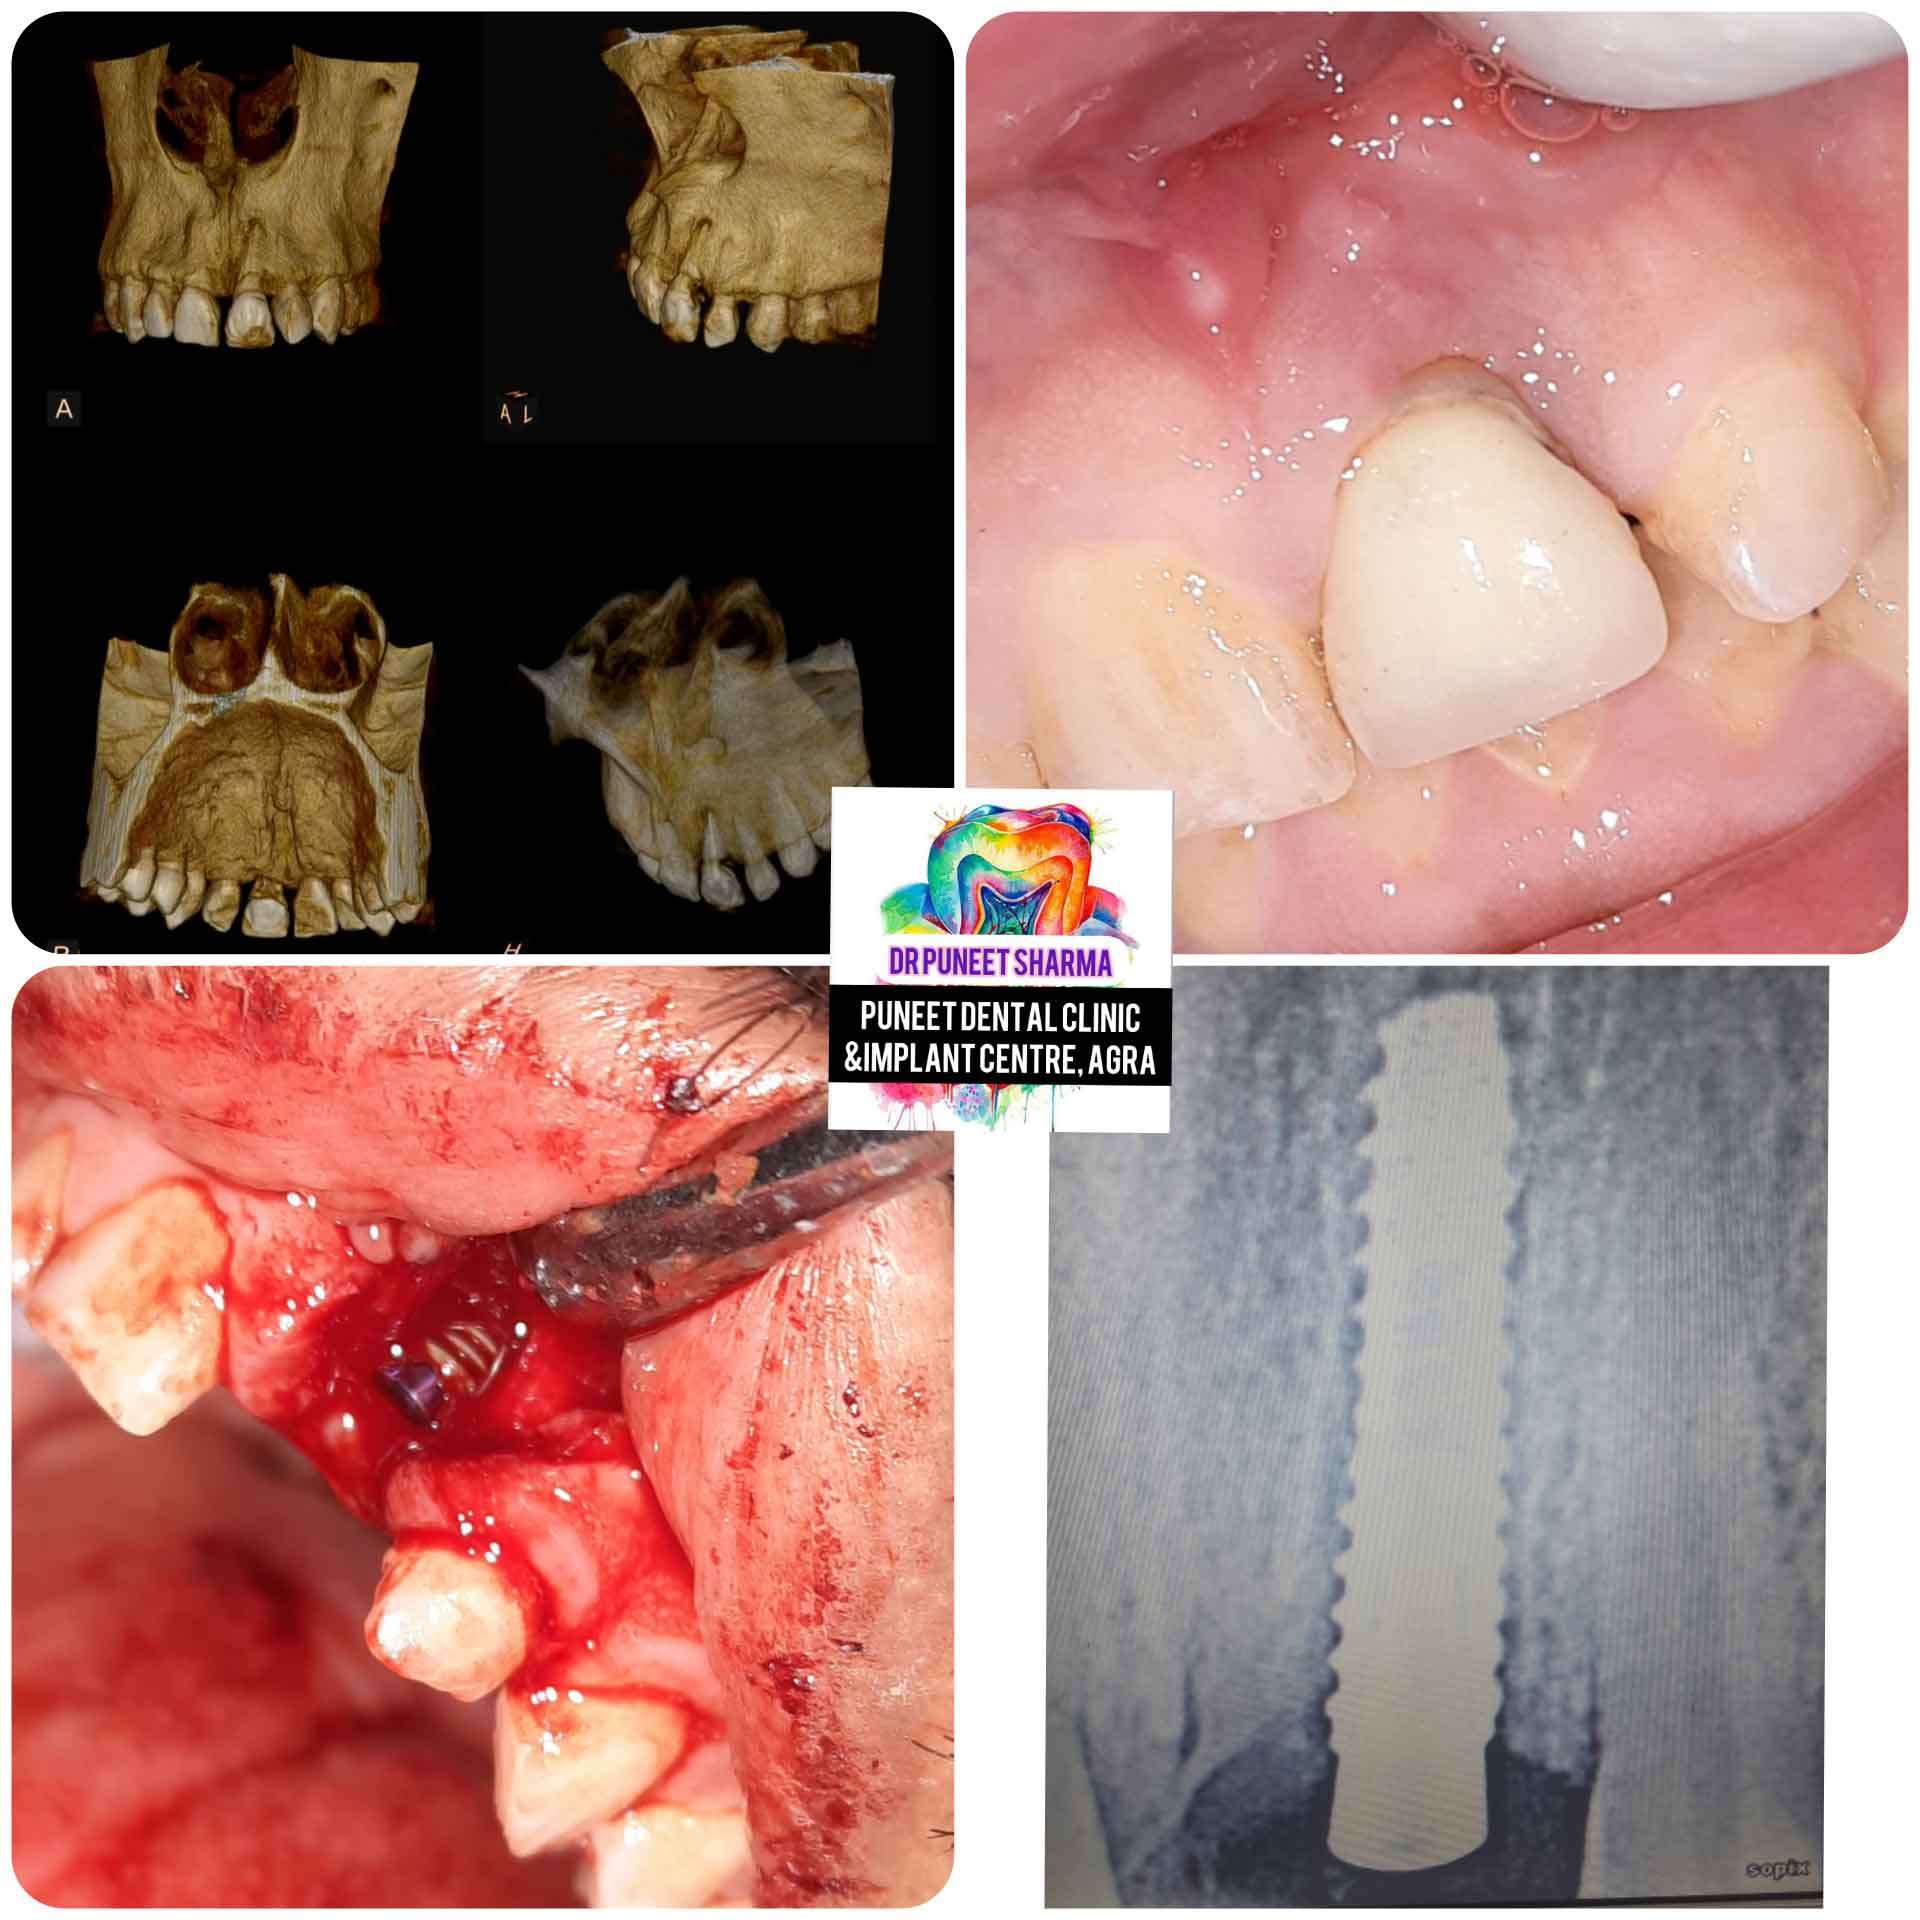 A
A L
H
DR PUNEET SHARMA
PUNEET DENTAL CLINIC
&IMPLANT CENTRE, AGRA
sopix